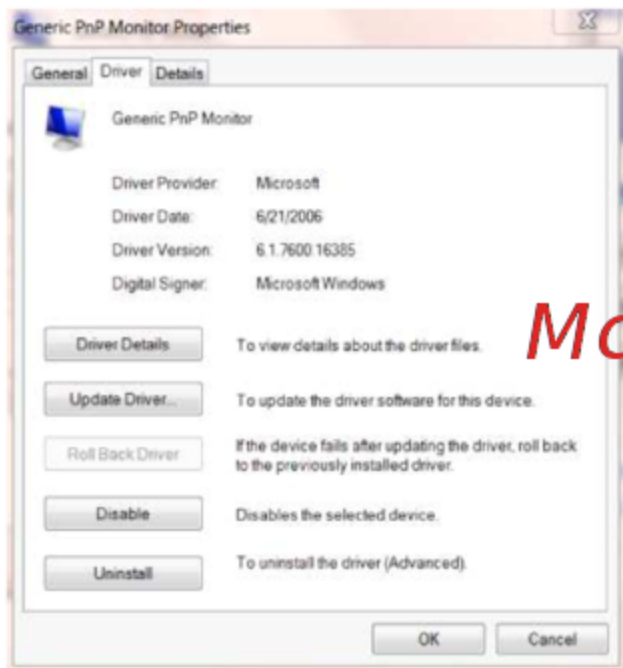 Generic PnP Monitor Properties
General Driver Details
Generic PnP Monitor
Driver Provider: Microsoft
Driver Date: 6/21/2006
Driver Version: 6.1.7600.16385
Digital Signer: Microsoft Windows
Driver Details To view details about the driver files.
Update Driver... To update the driver software for this device.
Roll Back Driver If the device fails after updating the driver, roll back
to the previously installed driver.
Disable Disables the selected device.
Uninstall To uninstall the driver (Advanced).
OK Cancel